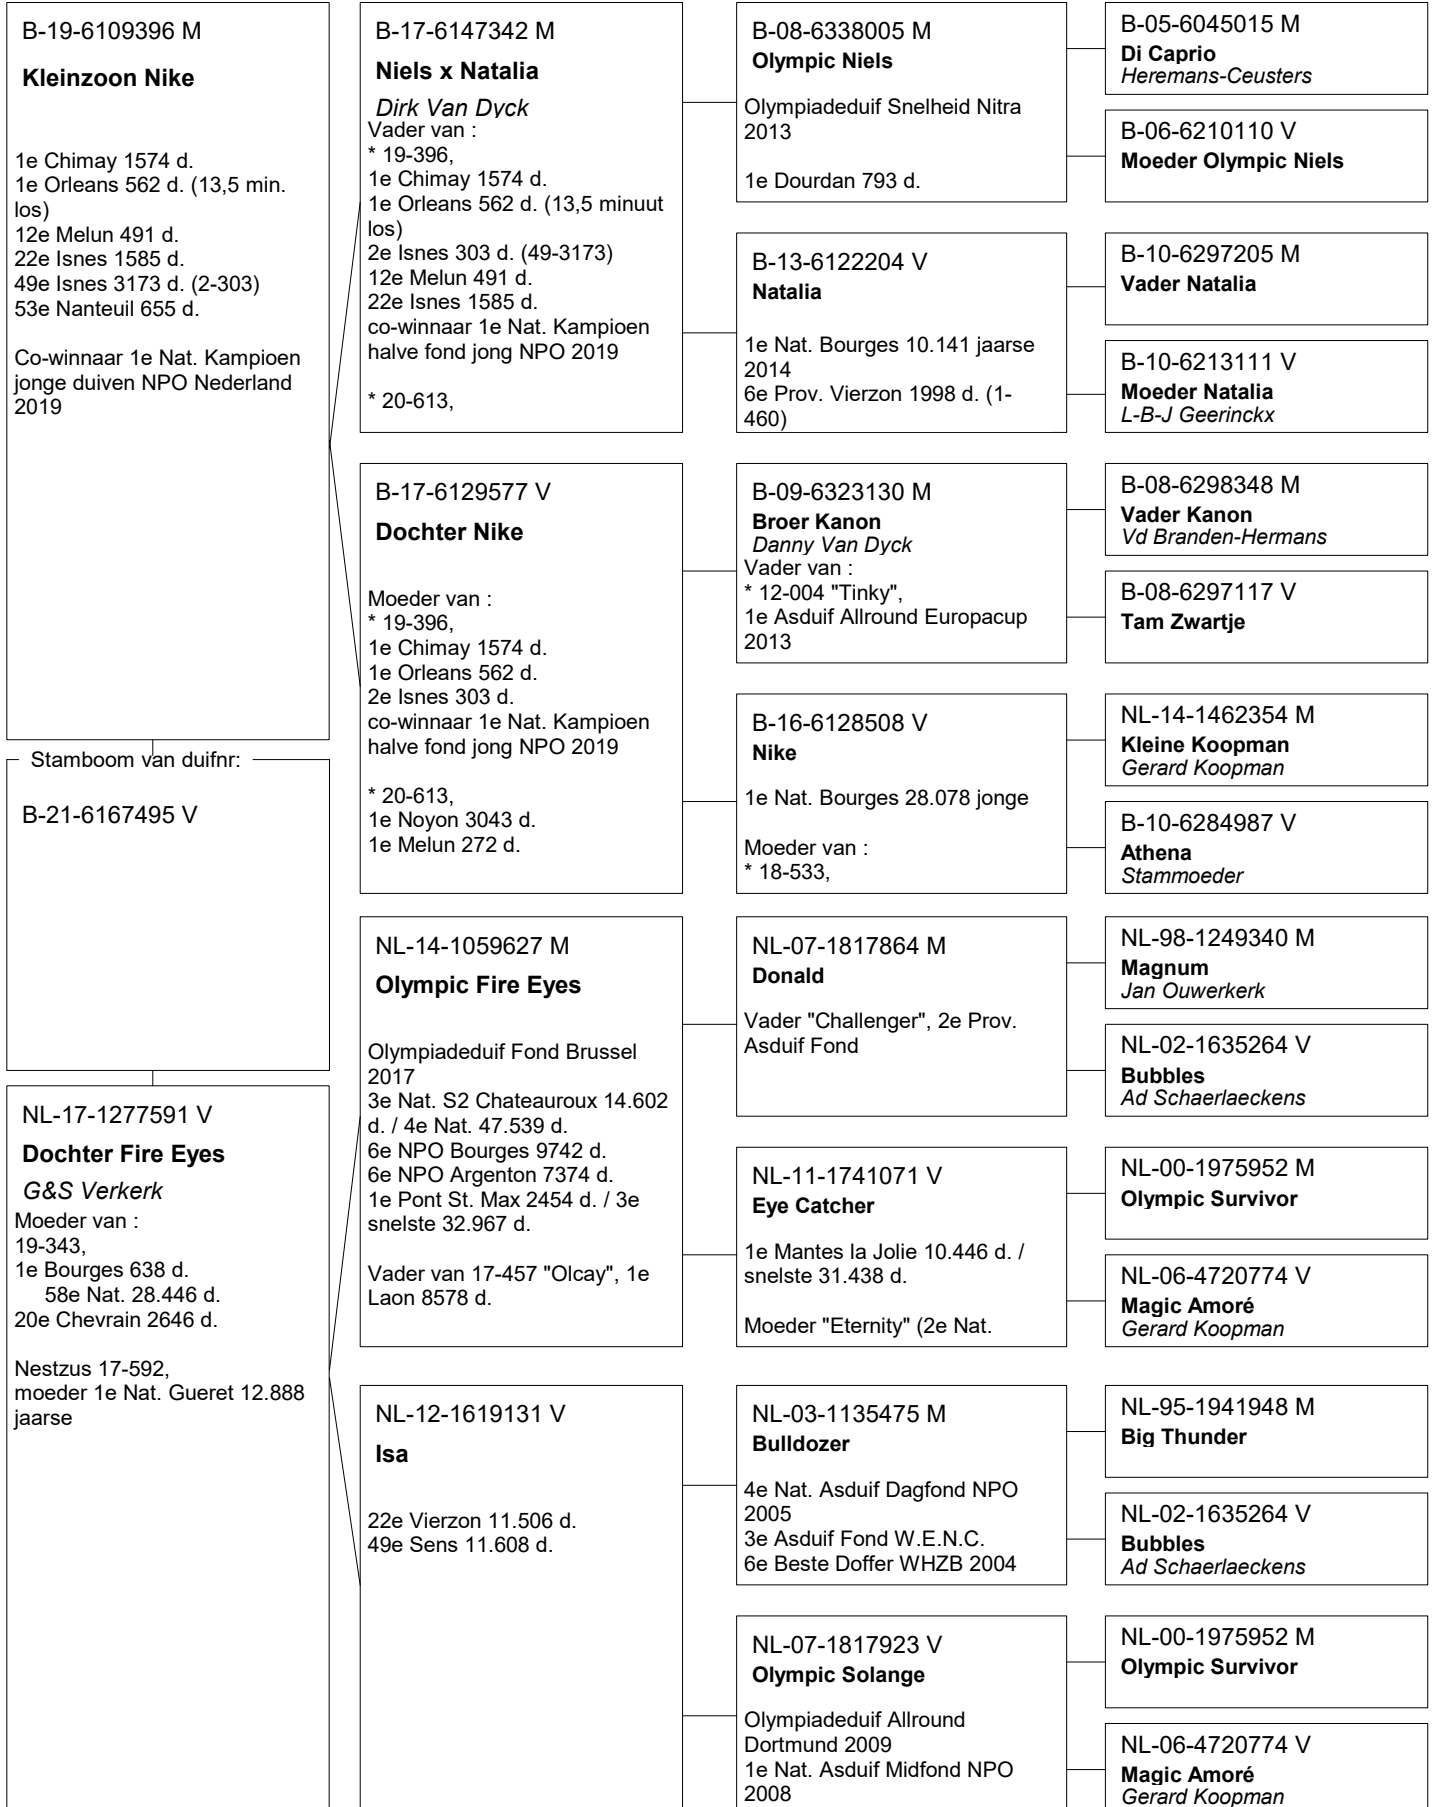 B-19-6109396 M
Kleinzoon Nike
1e Chimay 1574 d.
1e Orleans 562 d. (13,5 min.
los)
12e Melun 491 d.
22e Isnes 1585 d.
49e Isnes 3173 d. (2-303)
53e Nanteuil 655 d.
Co-winnaar 1e Nat. Kampioen
jonge duiven NPO Nederland
2019
Stamboom van duifnr:
B-21-6167495 V
NL-17-1277591 V
Dochter Fire Eyes
G&S Verkerk
Moeder van :
19-343,
1e Bourges 638 d.
58e Nat. 28.446 d.
20e Chevrain 2646 d.
Nestzus 17-592,
moeder 1e Nat. Gueret 12.888
jaarse
B-17-6147342 M
Niels x Natalia
Dirk Van Dyck
Vader van :
* 19-396,
1e Chimay 1574 d.
1e Orleans 562 d. (13,5 minuut
los)
2e Isnes 303 d. (49-3173)
12e Melun 491 d.
22e Isnes 1585 d.
co-winnaar 1e Nat. Kampioen
halve fond jong NPO 2019
* 20-613,
B-17-6129577 V
Dochter Nike
Moeder van :
* 19-396,
1e Chimay 1574 d.
1e Orleans 562 d.
2e Isnes 303 d.
co-winnaar 1e Nat. Kampioen
halve fond jong NPO 2019
* 20-613,
1e Noyon 3043 d.
1e Melun 272 d.
NL-14-1059627 M
Olympic Fire Eyes
Olympiadeduif Fond Brussel
2017
3e Nat. S2 Chateauroux 14.602
d. / 4e Nat. 47.539 d.
6e NPO Bourges 9742 d.
6e NPO Argenton 7374 d.
1e Pont St. Max 2454 d. / 3e
snelste 32.967 d.
Vader van 17-457 "Olcay", 1e
Laon 8578 d.
NL-12-1619131 V
Isa
22e Vierzon 11.506 d.
49e Sens 11.608 d.
B-08-6338005 M
Olympic Niels
Olympiadeduif Snelheid Nitra
2013
1e Dourdan 793 d.
B-13-6122204 V
Natalia
1e Nat. Bourges 10.141 jaarse
2014
6e Prov. Vierzon 1998 d. (1-
460)
B-09-6323130 M
Broer Kanon
Danny Van Dyck
Vader van :
* 12-004 "Tinky",
1e Asduif Allround Europacup
2013
B-16-6128508 V
Nike
1e Nat. Bourges 28.078 jonge
Moeder van :
* 18-533,
NL-07-1817864 M
Donald
Vader "Challenger", 2e Prov.
Asduif Fond
NL-11-1741071 V
Eye Catcher
1e Mantes la Jolie 10.446 d. /
snelste 31.438 d.
Moeder "Eternity" (2e Nat.
NL-03-1135475 M
Bulldozer
4e Nat. Asduif Dagfond NPO
2005
3e Asduif Fond W.E.N.C.
6e Beste Doffer WHZB 2004
NL-07-1817923 V
Olympic Solange
Olympiadeduif Allround
Dortmund 2009
1e Nat. Asduif Midfond NPO
2008
B-05-6045015 M
Di Caprio
Heremans-Ceusters
B-06-6210110 V
Moeder Olympic Niels
B-10-6297205 M
Vader Natalia
B-10-6213111 V
Moeder Natalia
L-B-J Geerinckx
B-08-6298348 M
Vader Kanon
Vd Branden-Hermans
B-08-6297117 V
Tam Zwartje
NL-14-1462354 M
Kleine Koopman
Gerard Koopman
B-10-6284987 V
Athena
Stammoeder
NL-98-1249340 M
Magnum
Jan Ouwerkerk
NL-02-1635264 V
Bubbles
Ad Schaerlaeckens
NL-00-1975952 M
Olympic Survivor
NL-06-4720774 V
Magic Amoré
Gerard Koopman
NL-95-1941948 M
Big Thunder
NL-02-1635264 V
Bubbles
Ad Schaerlaeckens
NL-00-1975952 M
Olympic Survivor
NL-06-4720774 V
Magic Amoré
Gerard Koopman